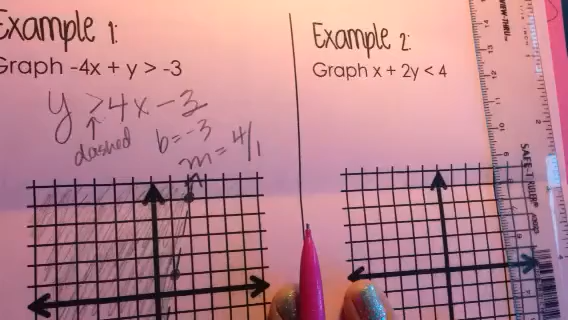 Example 1:
Graph -4x + y > -3
y > 4x - 3
dashed
b = -3
m = 4/1
Example 2:
Graph x + 2y < 4